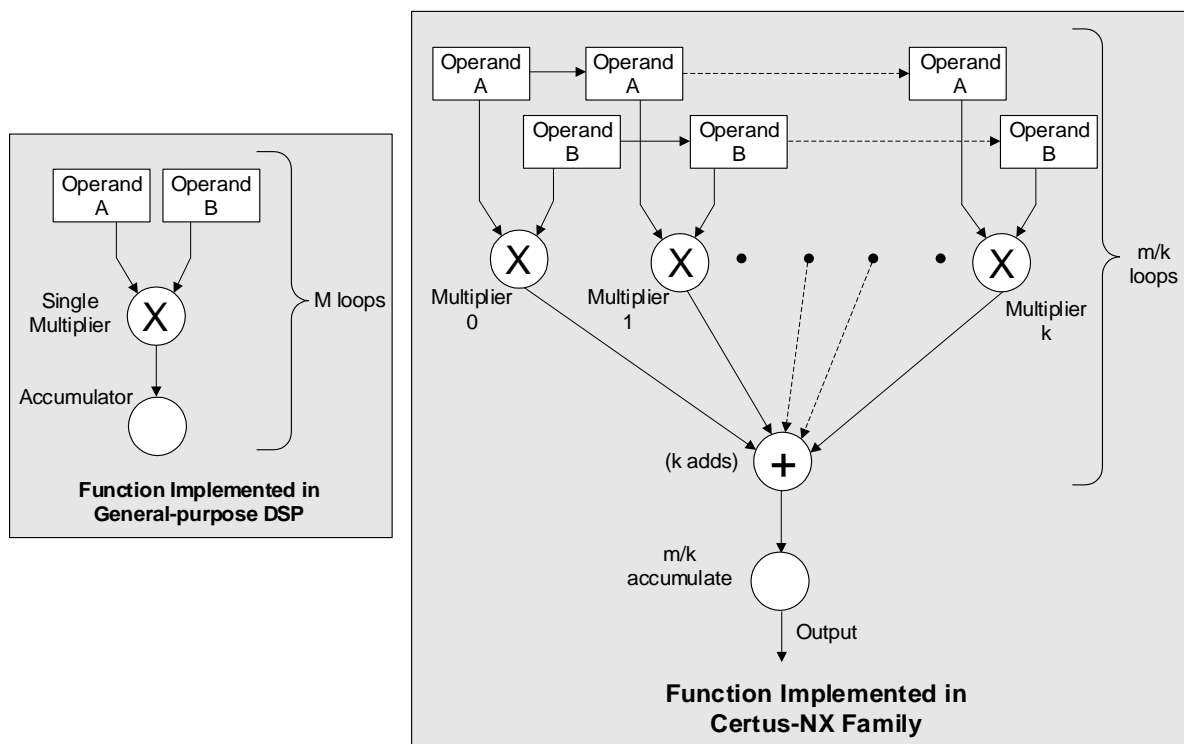 Operand
A
Operand
B
Single
Multiplier
X
Accumulator
M loops
Function Implemented in
General-purpose DSP
Operand
A
Operand
A
Operand
A
Operand
B
Operand
B
Operand
B
X
X
X
Multiplier
0
Multiplier
1
Multiplier
k
m/k
loops
(k adds)
+
m/k
accumulate
Output
Function Implemented in
Certus-NX Family